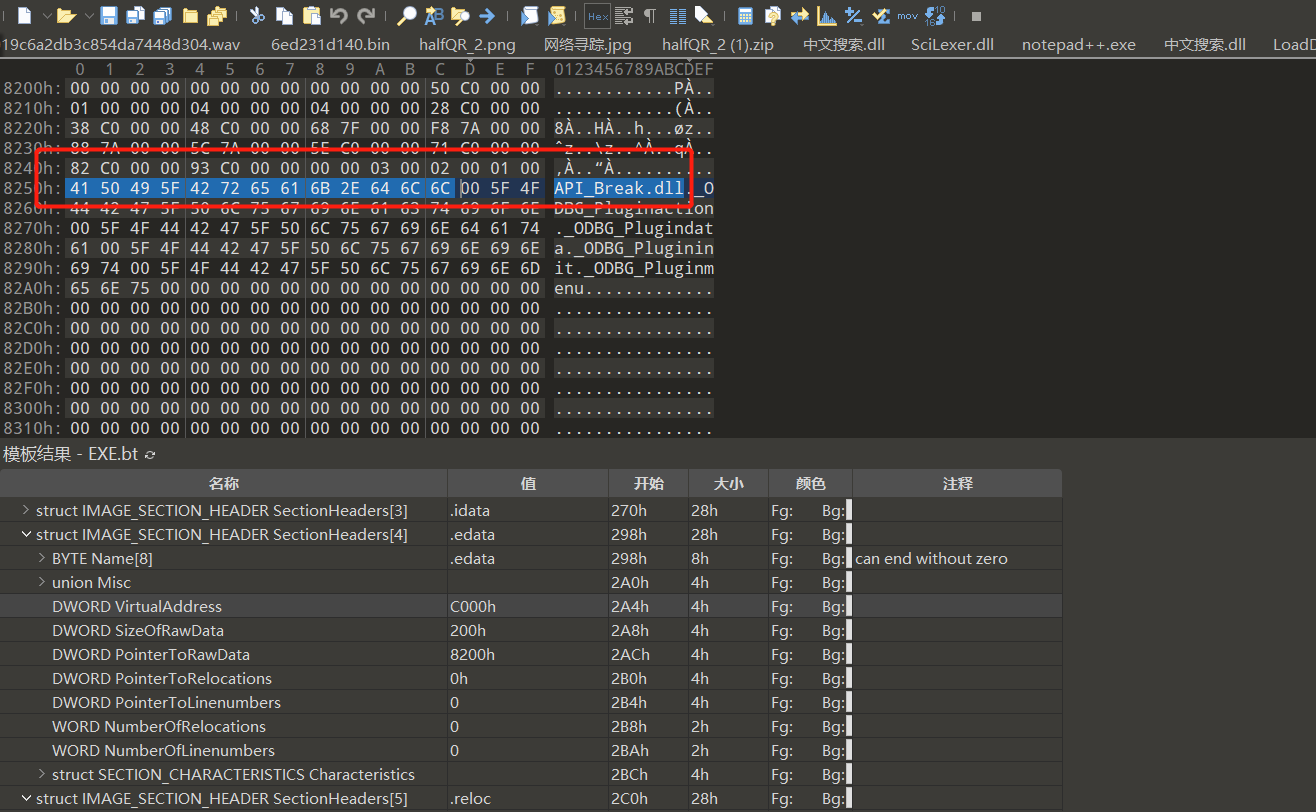 Hex mov
19c6a2db3c854da7448d304.wav 6ed231d140.bin halfQR_2.png 网络寻踪.jpg halfQR_2 (1).zip 中文搜索.dll SciLexer.dll notepad++.exe 中文搜索.dll LoadD
0 1 2 3 4 5 6 7 8 9 A B C D E F 0123456789ABCDEF
8200h: 00 00 00 00 00 00 00 00 00 00 00 00 50 C0 00 00 ............PÀ..
8210h: 01 00 00 00 04 00 00 00 04 00 00 00 28 C0 00 00 ............(À..
8220h: 38 C0 00 00 48 C0 00 00 68 7F 00 00 F8 7A 00 00 8À..HÀ..h...øz..
8230h: 88 7A 00 00 5C 7A 00 00 5E C0 00 00 71 C0 00 00 ˆz..\z..^À..qÀ..
8240h: 82 C0 00 00 93 C0 00 00 00 00 03 00 02 00 01 00 ‚À..“À..........
8250h: 41 50 49 5F 42 72 65 61 6B 2E 64 6C 6C 00 5F 4F API_Break.dll._O
8260h: 44 42 47 5F 50 6C 75 67 69 6E 61 63 74 69 6F 6E DBG_Pluginaction
8270h: 00 5F 4F 44 42 47 5F 50 6C 75 67 69 6E 64 61 74 ._ODBG_Plugindat
8280h: 61 00 5F 4F 44 42 47 5F 50 6C 75 67 69 6E 69 6E a._ODBG_Pluginin
8290h: 69 74 00 5F 4F 44 42 47 5F 50 6C 75 67 69 6E 6D it._ODBG_Pluginm
82A0h: 65 6E 75 00 00 00 00 00 00 00 00 00 00 00 00 00 enu.............
82B0h: 00 00 00 00 00 00 00 00 00 00 00 00 00 00 00 00 ................
82C0h: 00 00 00 00 00 00 00 00 00 00 00 00 00 00 00 00 ................
82D0h: 00 00 00 00 00 00 00 00 00 00 00 00 00 00 00 00 ................
82E0h: 00 00 00 00 00 00 00 00 00 00 00 00 00 00 00 00 ................
82F0h: 00 00 00 00 00 00 00 00 00 00 00 00 00 00 00 00 ................
8300h: 00 00 00 00 00 00 00 00 00 00 00 00 00 00 00 00 ................
8310h: 00 00 00 00 00 00 00 00 00 00 00 00 00 00 00 00 ................
模板结果 - EXE.bt
名称 值 开始 大小 颜色 注释
struct IMAGE_SECTION_HEADER SectionHeaders[3] .idata 270h 28h Fg: Bg:
struct IMAGE_SECTION_HEADER SectionHeaders[4] .edata 298h 28h Fg: Bg:
BYTE Name[8] .edata 298h 8h Fg: Bg: can end without zero
union Misc 2A0h 4h Fg: Bg:
DWORD VirtualAddress C000h 2A4h 4h Fg: Bg:
DWORD SizeOfRawData 200h 2A8h 4h Fg: Bg:
DWORD PointerToRawData 8200h 2ACh 4h Fg: Bg:
DWORD PointerToRelocations 0h 2B0h 4h Fg: Bg:
DWORD PointerToLinenumbers 0 2B4h 4h Fg: Bg:
WORD NumberOfRelocations 0 2B8h 2h Fg: Bg:
WORD NumberOfLinenumbers 0 2BAh 2h Fg: Bg:
struct SECTION_CHARACTERISTICS Characteristics 2BCh 4h Fg: Bg:
struct IMAGE_SECTION_HEADER SectionHeaders[5] .reloc 2C0h 28h Fg: Bg: